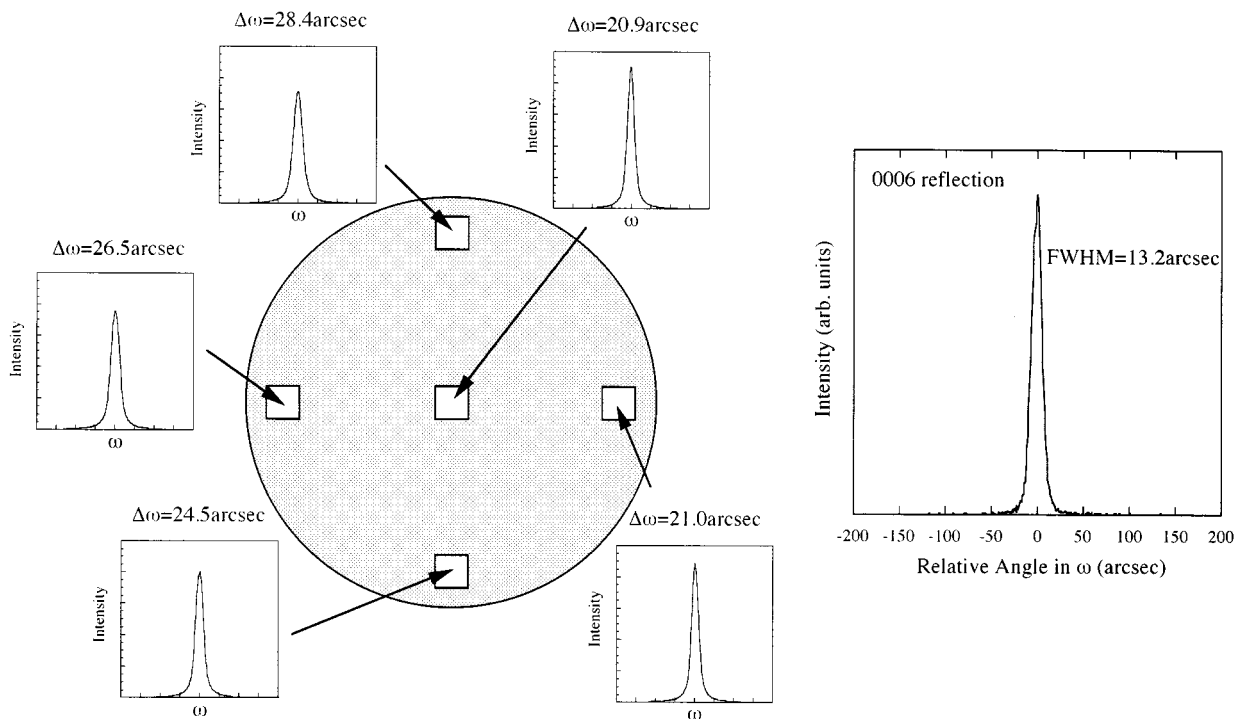 Δω=28.4arcsec
Intensity
ω
Δω=20.9arcsec
Intensity
ω
Δω=26.5arcsec
Intensity
ω
Δω=24.5arcsec
Intensity
ω
Δω=21.0arcsec
Intensity
ω
0006 reflection
FWHM=13.2arcsec
Intensity (arb. units)
-200 -150 -100 -50 0 50 100 150 200
Relative Angle in ω (arcsec)